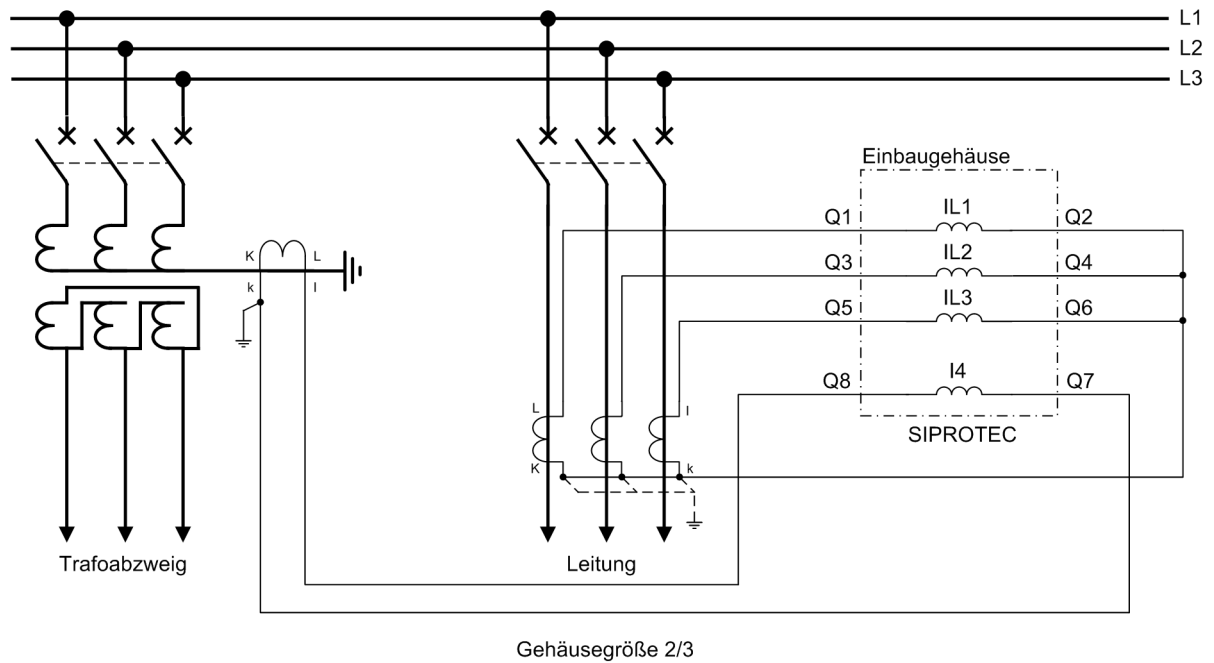 L1
L2
L3
Einbaugehäuse
Q1 IL1 Q2
K L
Q3 IL2 Q4
k l
Q5 IL3 Q6
Q8 I4 Q7
L l
SIPROTEC
K k
Trafoabzweig
Leitung
Gehäusegröße 2/3